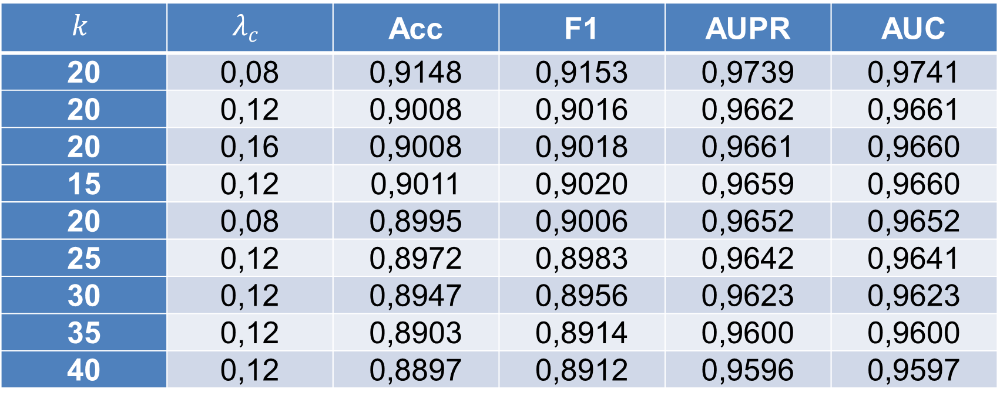 k λc Acc F1 AUPR AUC
20 0,08 0,9148 0,9153 0,9739 0,9741
20 0,12 0,9008 0,9016 0,9662 0,9661
20 0,16 0,9008 0,9018 0,9661 0,9660
15 0,12 0,9011 0,9020 0,9659 0,9660
20 0,08 0,8995 0,9006 0,9652 0,9652
25 0,12 0,8972 0,8983 0,9642 0,9641
30 0,12 0,8947 0,8956 0,9623 0,9623
35 0,12 0,8903 0,8914 0,9600 0,9600
40 0,12 0,8897 0,8912 0,9596 0,9597